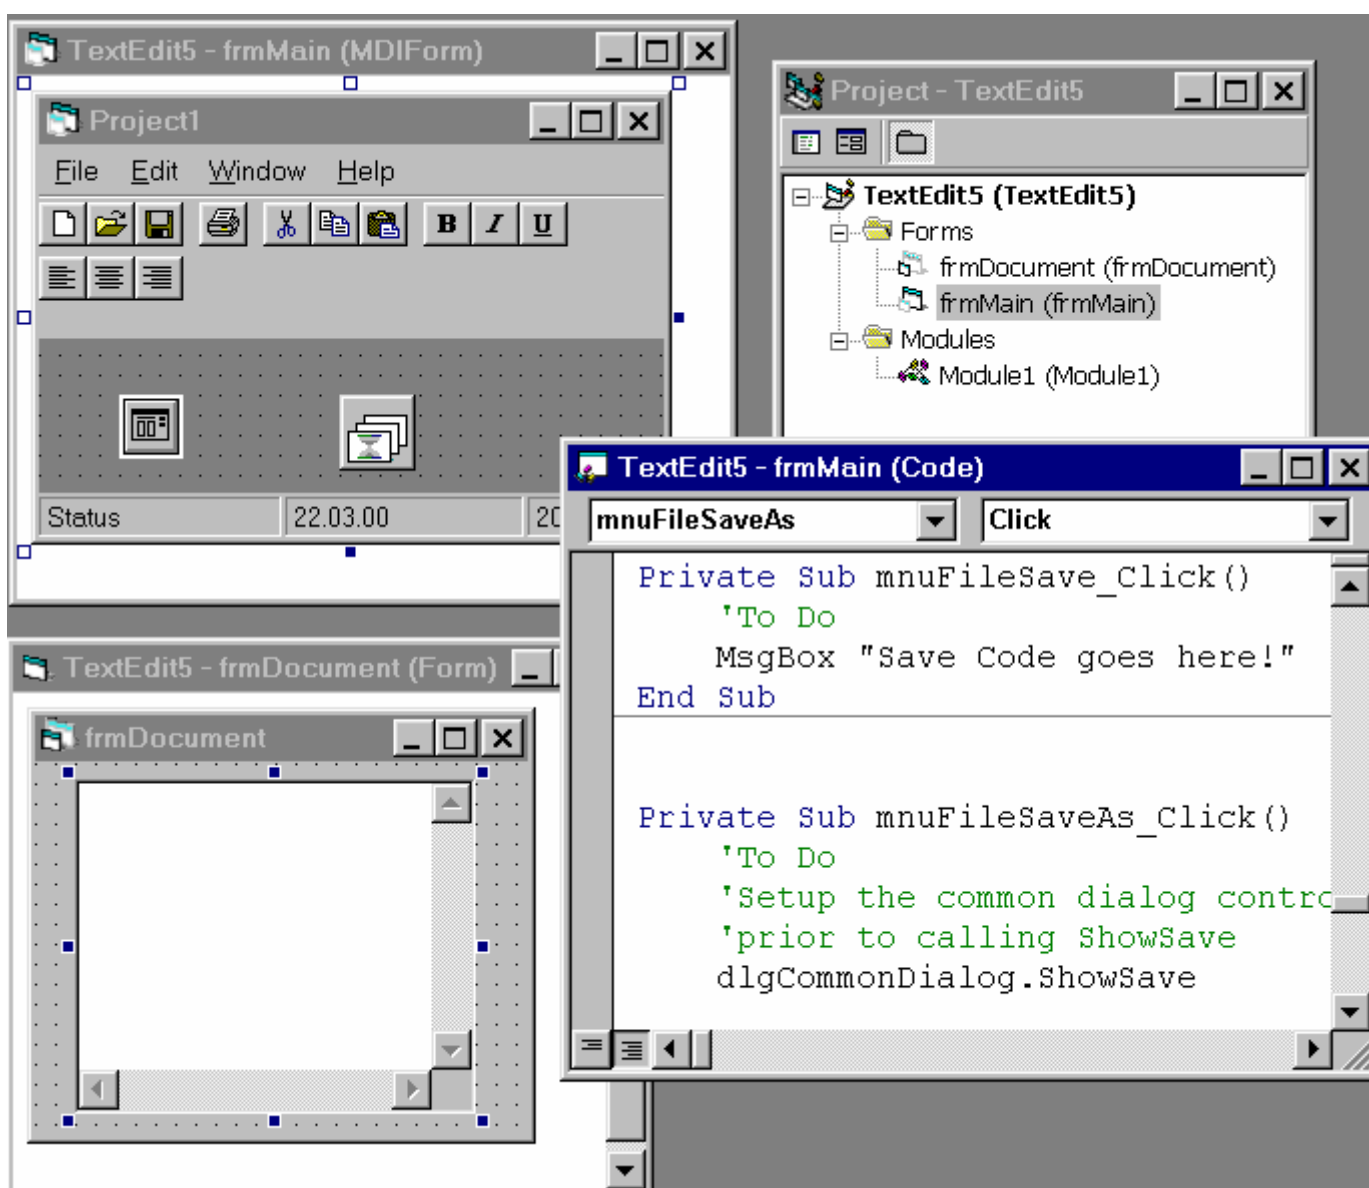 TextEdit5 - frmMain (MDIForm)
Project1
File Edit Window Help
B I U
Status 22.03.00 20
Project - TextEdit5
TextEdit5 (TextEdit5)
Forms
frmDocument (frmDocument)
frmMain (frmMain)
Modules
Module1 (Module1)
TextEdit5 - frmMain (Code)
mnuFileSaveAs Click
Private Sub mnuFileSave_Click()
'To Do
MsgBox "Save Code goes here!"
End Sub
Private Sub mnuFileSaveAs_Click()
'To Do
'Setup the common dialog contro
'prior to calling ShowSave
dlgCommonDialog.ShowSave
TextEdit5 - frmDocument (Form)
frmDocument